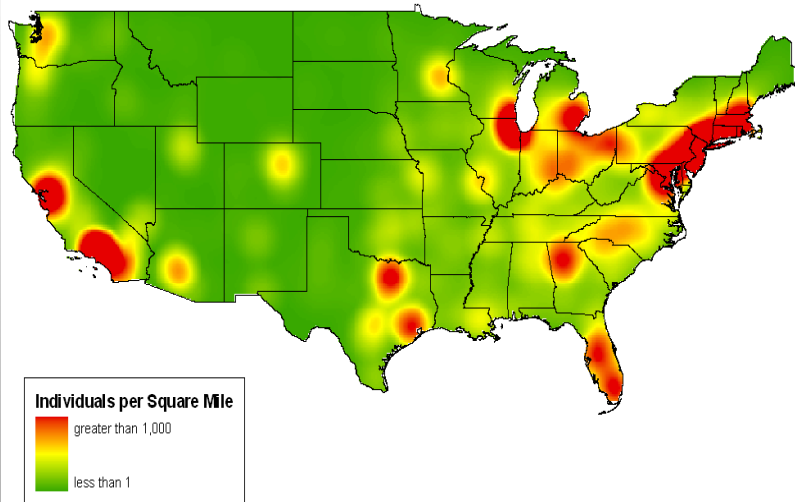 Individuals per Square Mile
greater than 1,000
less than 1